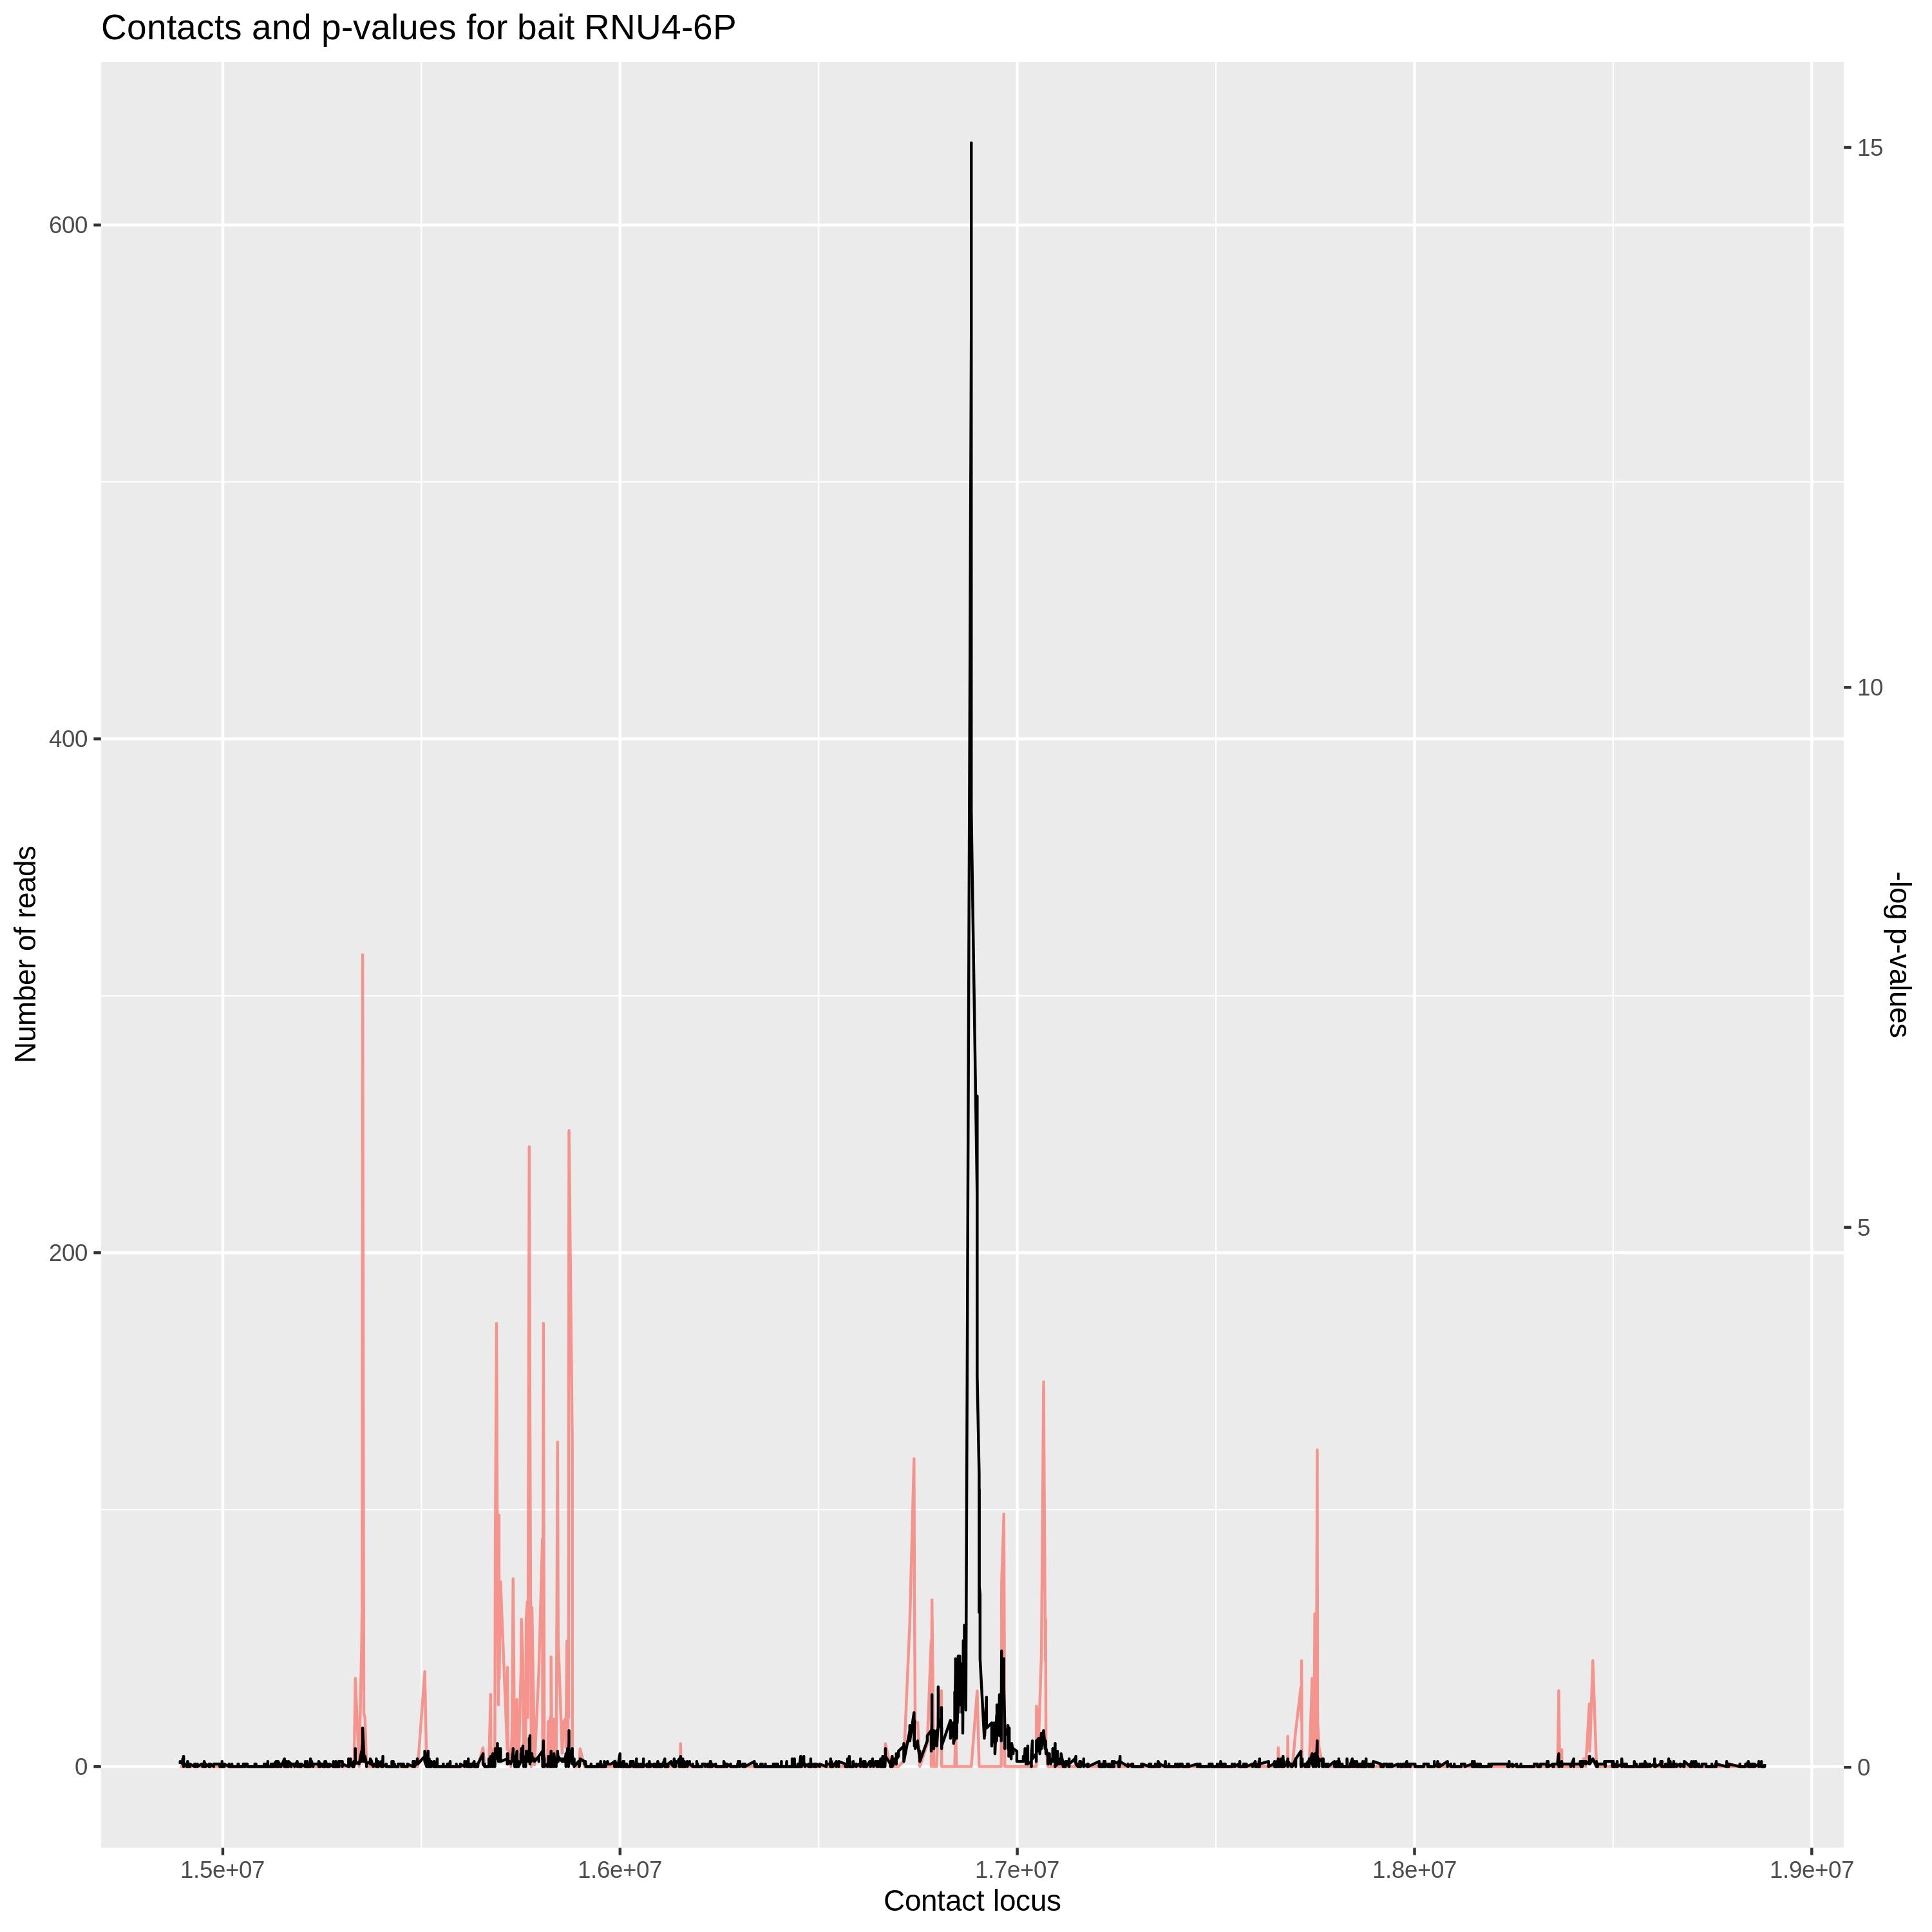 Contacts and p-values for bait RNU4-6P
Number of reads
600
400
200
0
15
10
5
0
-log p-values
1.5e+07
1.6e+07
1.7e+07
1.8e+07
1.9e+07
Contact locus